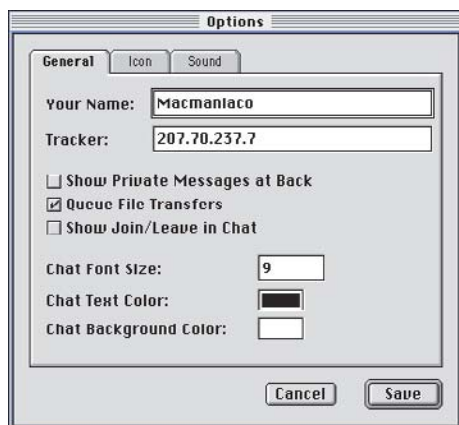 Options
General Icon Sound
Your Name: Macmaniaco
Tracker: 207.70.237.7
Show Private Messages at Back
Queue File Transfers
Show Join/Leave in Chat
Chat Font Size: 9
Chat Text Color:
Chat Background Color:
Cancel Save